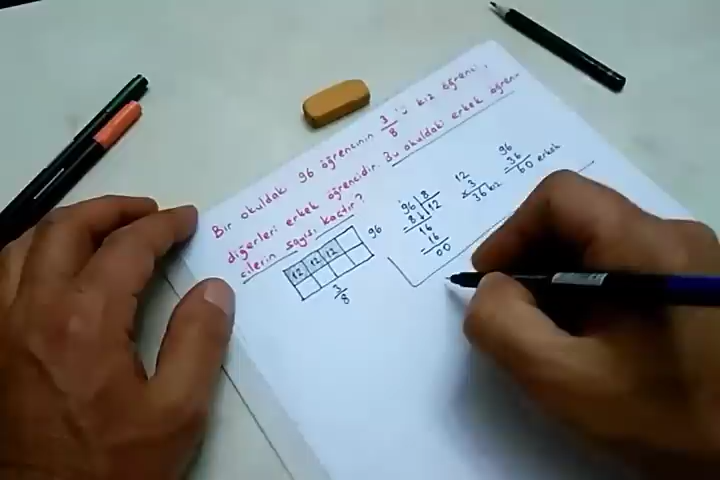 Bir okuldaki 96 öğrencinin 3/8 'ü kız öğrenci,
diğerleri erkek öğrencidir. Bu okuldaki erkek öğren-
cilerin sayısı kaçtır?
12 12 12
96
3/8
96 | 8
8 | 12
16
16
00
12
x 3
36 kız
96
36
60 erkek